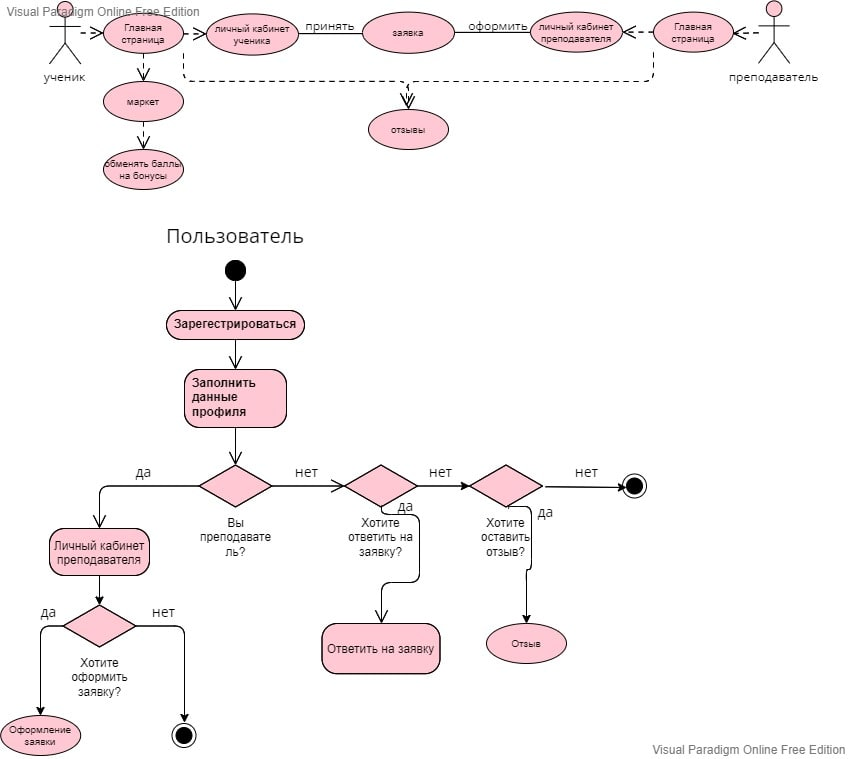 Visual Paradigm Online Free Edition
Главная
страница
личный кабинет
ученика
принять
заявка
оформить
личный кабинет
преподавателя
Главная
страница
ученик
преподаватель
маркет
отзывы
обменять баллы
на бонусы
Пользователь
Зарегестрироваться
Заполнить
данные
профиля
да
нет
нет
нет
Вы
преподавате
ль?
да
Хотите
ответить на
заявку?
да
Хотите
оставить
отзыв?
Личный кабинет
преподавателя
да
нет
Хотите
оформить
заявку?
Ответить на заявку
Отзыв
Оформление
заявки
Visual Paradigm Online Free Edition